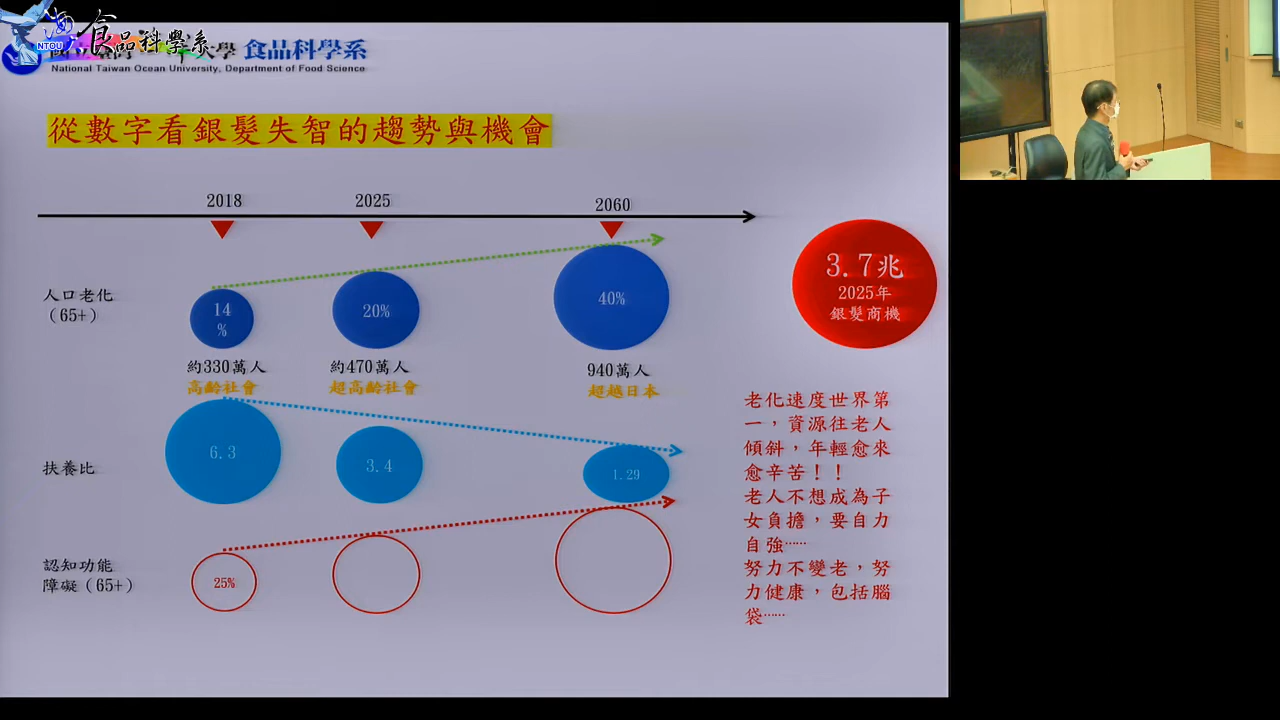 食品科學系
NTOU
大學 食品科學系
National Taiwan Ocean University, Department of Food Science
從數字看銀髮失智的趨勢與機會
2018
2025
2060
人口老化
（65+）
14
%
20%
40%
3.7兆
2025年
銀髮商機
約330萬人
約470萬人
940萬人
高齡社會
超高齡社會
超越日本
扶養比
6.3
3.4
1.29
認知功能
障礙（65+）
25%
老化速度世界第
一，資源往老人
傾斜，年輕愈來
愈辛苦！！
老人不想成為子
女負擔，要自力
自強……
努力不變老，努
力健康，包括腦
袋……